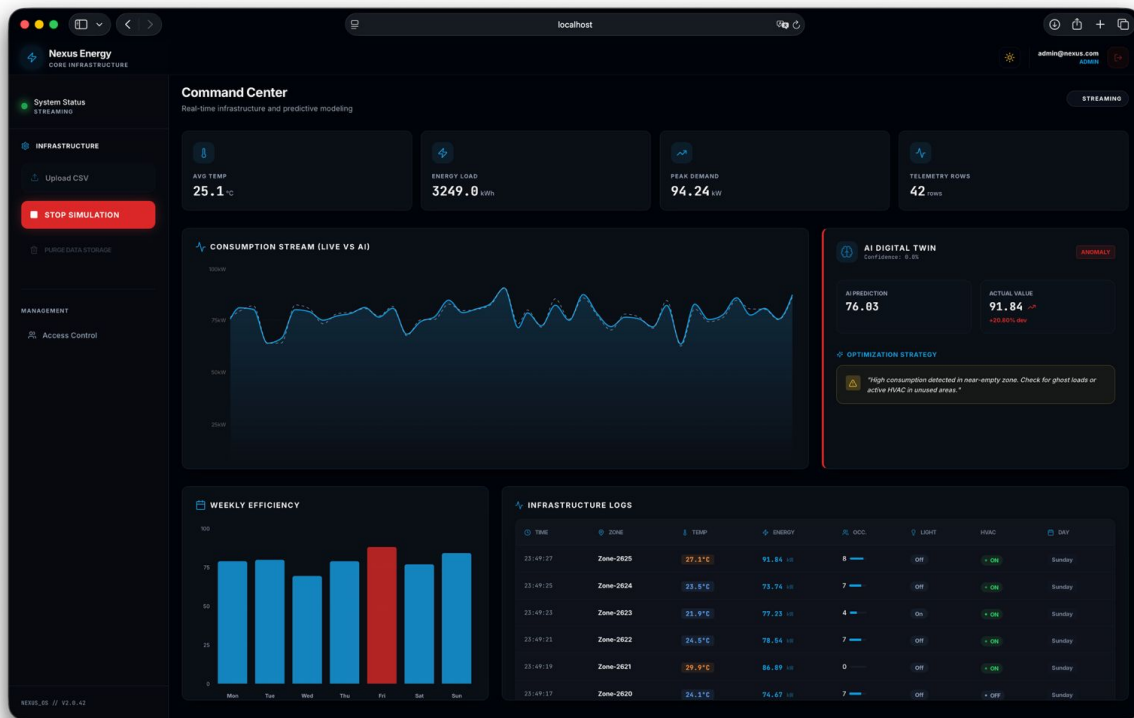 localhost
Nexus Energy
CORE INFRASTRUCTURE
admin@nexus.com
ADMIN
System Status
STREAMING
INFRASTRUCTURE
Upload CSV
STOP SIMULATION
PURGE DATA STORAGE
MANAGEMENT
Access Control
NEXUS_OS // V2.0.42
Command Center
Real-time infrastructure and predictive modeling
STREAMING
AVG TEMP
25.1 °C
ENERGY LOAD
3249.0 kWh
PEAK DEMAND
94.24 kW
TELEMETRY ROWS
42 rows
CONSUMPTION STREAM (LIVE VS AI)
100kW
75kW
50kW
25kW
AI DIGITAL TWIN
Confidence: 0.0%
ANOMALY
AI PREDICTION
76.03
ACTUAL VALUE
91.84
+20.80% dev
OPTIMIZATION STRATEGY
"High consumption detected in near-empty zone. Check for ghost loads or
active HVAC in unused areas."
WEEKLY EFFICIENCY
100
75
50
25
0
Mon Tue Wed Thu Fri Sat Sun
INFRASTRUCTURE LOGS
TIME ZONE TEMP ENERGY OCC. LIGHT HVAC DAY
23:49:27 Zone-2625 27.1°C 91.84 kW 8 Off ON Sunday
23:49:25 Zone-2624 23.5°C 73.74 kW 7 Off ON Sunday
23:49:23 Zone-2623 21.9°C 77.23 kW 4 On ON Sunday
23:49:21 Zone-2622 24.5°C 78.54 kW 7 Off ON Sunday
23:49:19 Zone-2621 29.9°C 86.89 kW 0 Off ON Sunday
23:49:17 Zone-2620 24.1°C 74.67 kW 7 Off OFF Sunday